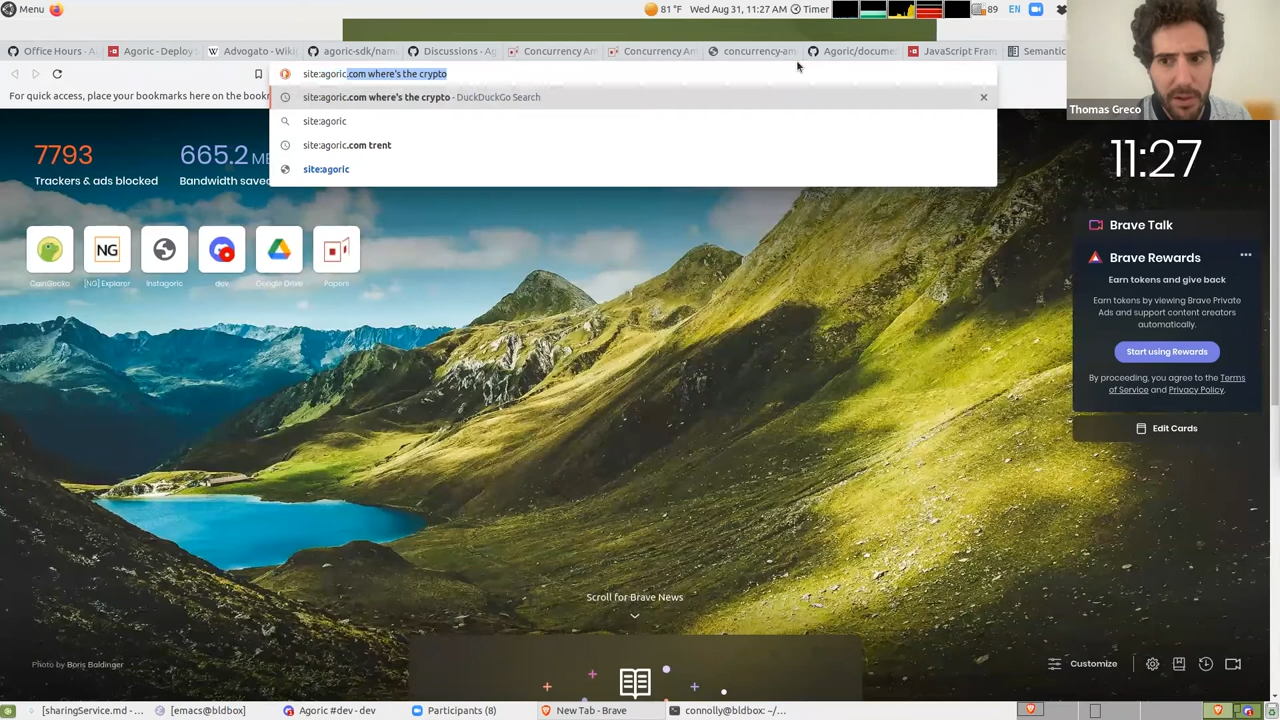 Menu
81 °F
Wed Aug 31, 11:27 AM
Timer
89
EN
Office Hours - A
Agoric - Deploy
Advogato - Wiki
agoric-sdk/nam
Discussions - Ag
Concurrency Am
Concurrency Am
concurrency-am
Agoric/docume
JavaScript Fram
Semantic
site:agoric.com where's the crypto
For quick access, place your bookmarks here on the bookn
site:agoric.com where's the crypto - DuckDuckGo Search
site:agoric
site:agoric.com trent
site:agoric
Thomas Greco
7793
Trackers & ads blocked
665.2 ME
Bandwidth saved
11:27
CoinGecko
NG
[NG] Explorer
Instagoric
dev
Google Drive
Papers
Brave Talk
Brave Rewards
Earn tokens and give back
Earn tokens by viewing Brave Private
Ads and support content creators
automatically.
Start using Rewards
By proceeding, you agree to the Terms
of Service and Privacy Policy.
Edit Cards
Scroll for Brave News
Photo by Boris Baldinger
Customize
[sharingService.md - ...
[emacs@bldbox]
Agoric #dev - dev
Participants (8)
New Tab - Brave
connolly@bldbox: ~/...